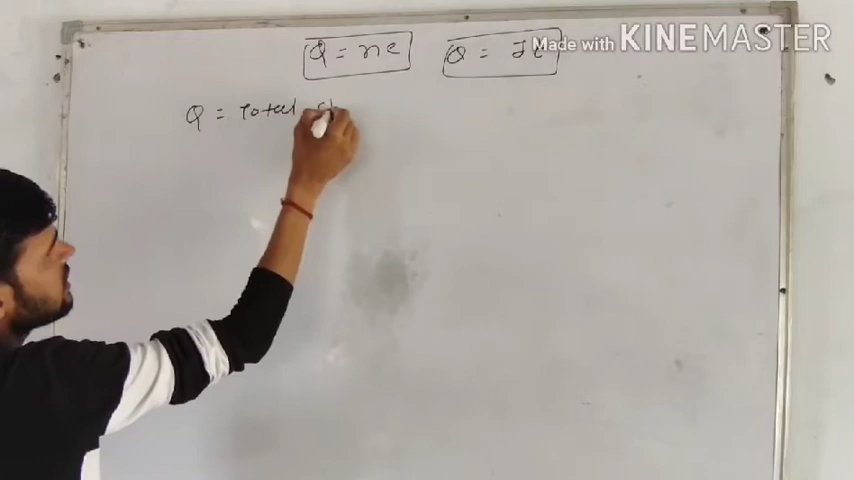 Q = ne Q = It Made with KINEMASTER
Q = Total